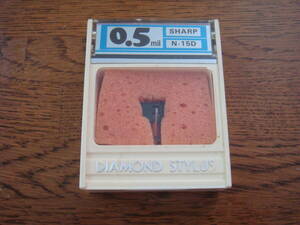 0.5 mil
SHARP
N-15D
DIAMOND STYLUS